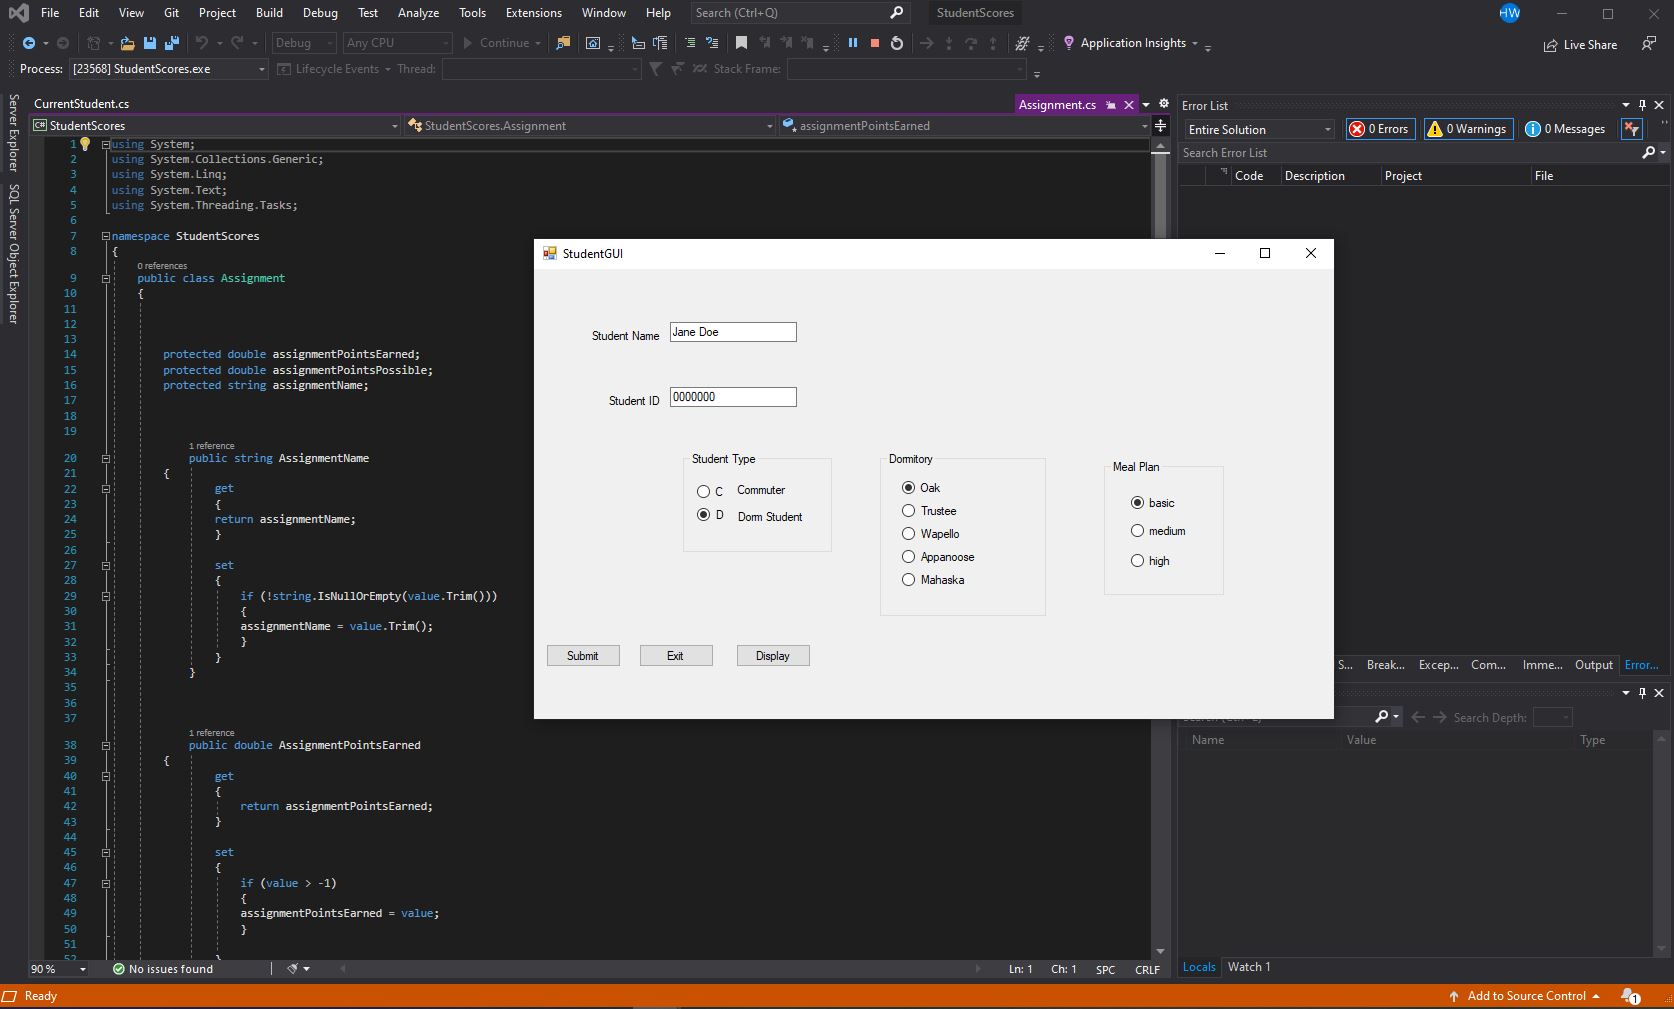 File Edit View Git Project Build Debug Test Analyze Tools Extensions Window Help Search (Ctrl+Q) StudentScores HW
Debug Any CPU Continue Application Insights Live Share
Process: [23568] StudentScores.exe Lifecycle Events Thread: Stack Frame:
Server Explorer
SQL Server Object Explorer
CurrentStudent.cs Assignment.cs
StudentScores StudentScores.Assignment assignmentPointsEarned
1 using System;
2 using System.Collections.Generic;
3 using System.Linq;
4 using System.Text;
5 using System.Threading.Tasks;
6
7 namespace StudentScores
8 {
0 references
9 public class Assignment
10 {
11
12
13
14 protected double assignmentPointsEarned;
15 protected double assignmentPointsPossible;
16 protected string assignmentName;
17
18
19
1 reference
20 public string AssignmentName
21 {
22 get
23 {
24 return assignmentName;
25 }
26
27 set
28 {
29 if (!string.IsNullOrEmpty(value.Trim()))
30 {
31 assignmentName = value.Trim();
32 }
33 }
34 }
35
36
37
1 reference
38 public double AssignmentPointsEarned
39 {
40 get
41 {
42 return assignmentPointsEarned;
43 }
44
45 set
46 {
47 if (value > -1)
48 {
49 assignmentPointsEarned = value;
50 }
51
52 }
90 % No issues found Ln: 1 Ch: 1 SPC CRLF
StudentGUI
Student Name Jane Doe
Student ID 0000000
Student Type
C Commuter
D Dorm Student
Dormitory
Oak
Trustee
Wapello
Appanoose
Mahaska
Meal Plan
basic
medium
high
Submit Exit Display
Error List
Entire Solution 0 Errors 0 Warnings 0 Messages
Search Error List
Code Description Project File
S... Break... Excep... Com... Imme... Output Error...
Search Depth:
Name Value Type
Locals Watch 1
Ready Add to Source Control 1